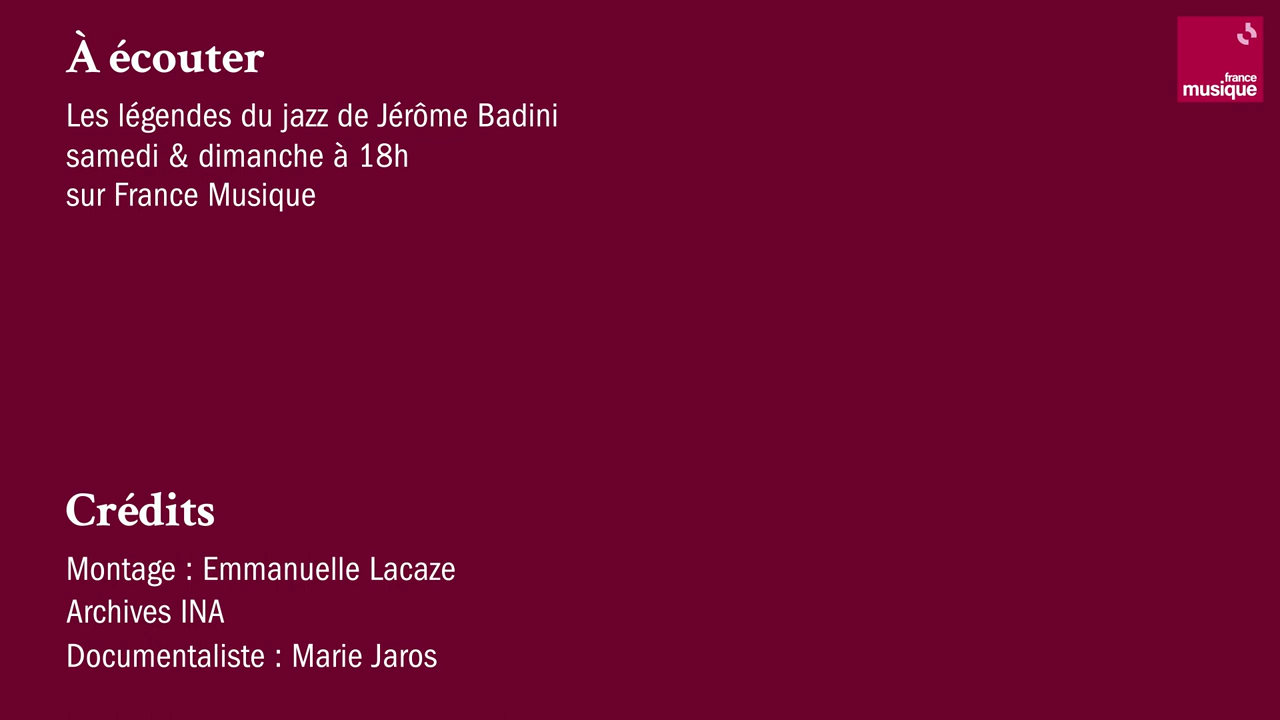 À écouter
Les légendes du jazz de Jérôme Badini
samedi & dimanche à 18h
sur France Musique
france
musique
Crédits
Montage : Emmanuelle Lacaze
Archives INA
Documentaliste : Marie Jaros